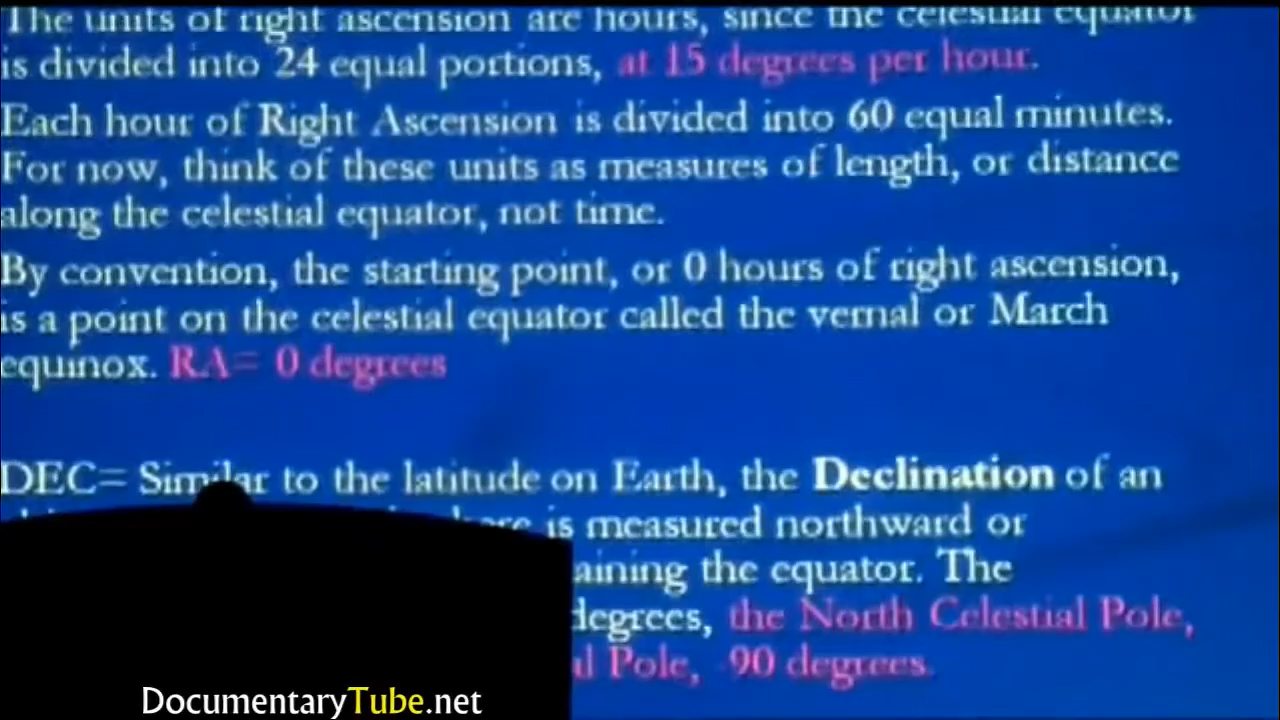 The units of right ascension are hours, since the celestial equator
is divided into 24 equal portions, at 15 degrees per hour.
Each hour of Right Ascension is divided into 60 equal minutes.
For now, think of these units as measures of length, or distance
along the celestial equator, not time.
By convention, the starting point, or 0 hours of right ascension,
is a point on the celestial equator called the vernal or March
equinox. RA= 0 degrees
DEC= Similar to the latitude on Earth, the Declination of an
is measured northward or
the equator. The
degrees, the North Celestial Pole,
Pole, -90 degrees.
DocumentaryTube.net